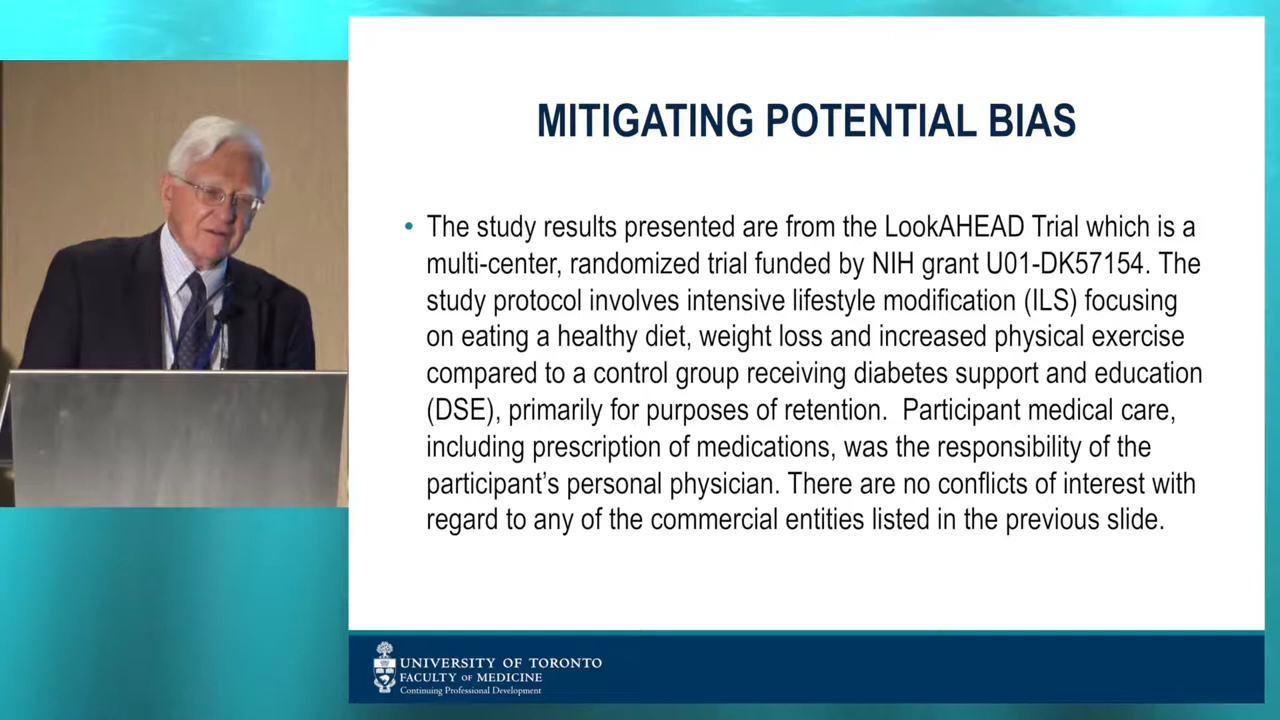 MITIGATING POTENTIAL BIAS
• The study results presented are from the LookAHEAD Trial which is a
multi-center, randomized trial funded by NIH grant U01-DK57154. The
study protocol involves intensive lifestyle modification (ILS) focusing
on eating a healthy diet, weight loss and increased physical exercise
compared to a control group receiving diabetes support and education
(DSE), primarily for purposes of retention.  Participant medical care,
including prescription of medications, was the responsibility of the
participant's personal physician. There are no conflicts of interest with
regard to any of the commercial entities listed in the previous slide.
UNIVERSITY OF TORONTO
FACULTY OF MEDICINE
Continuing Professional Development